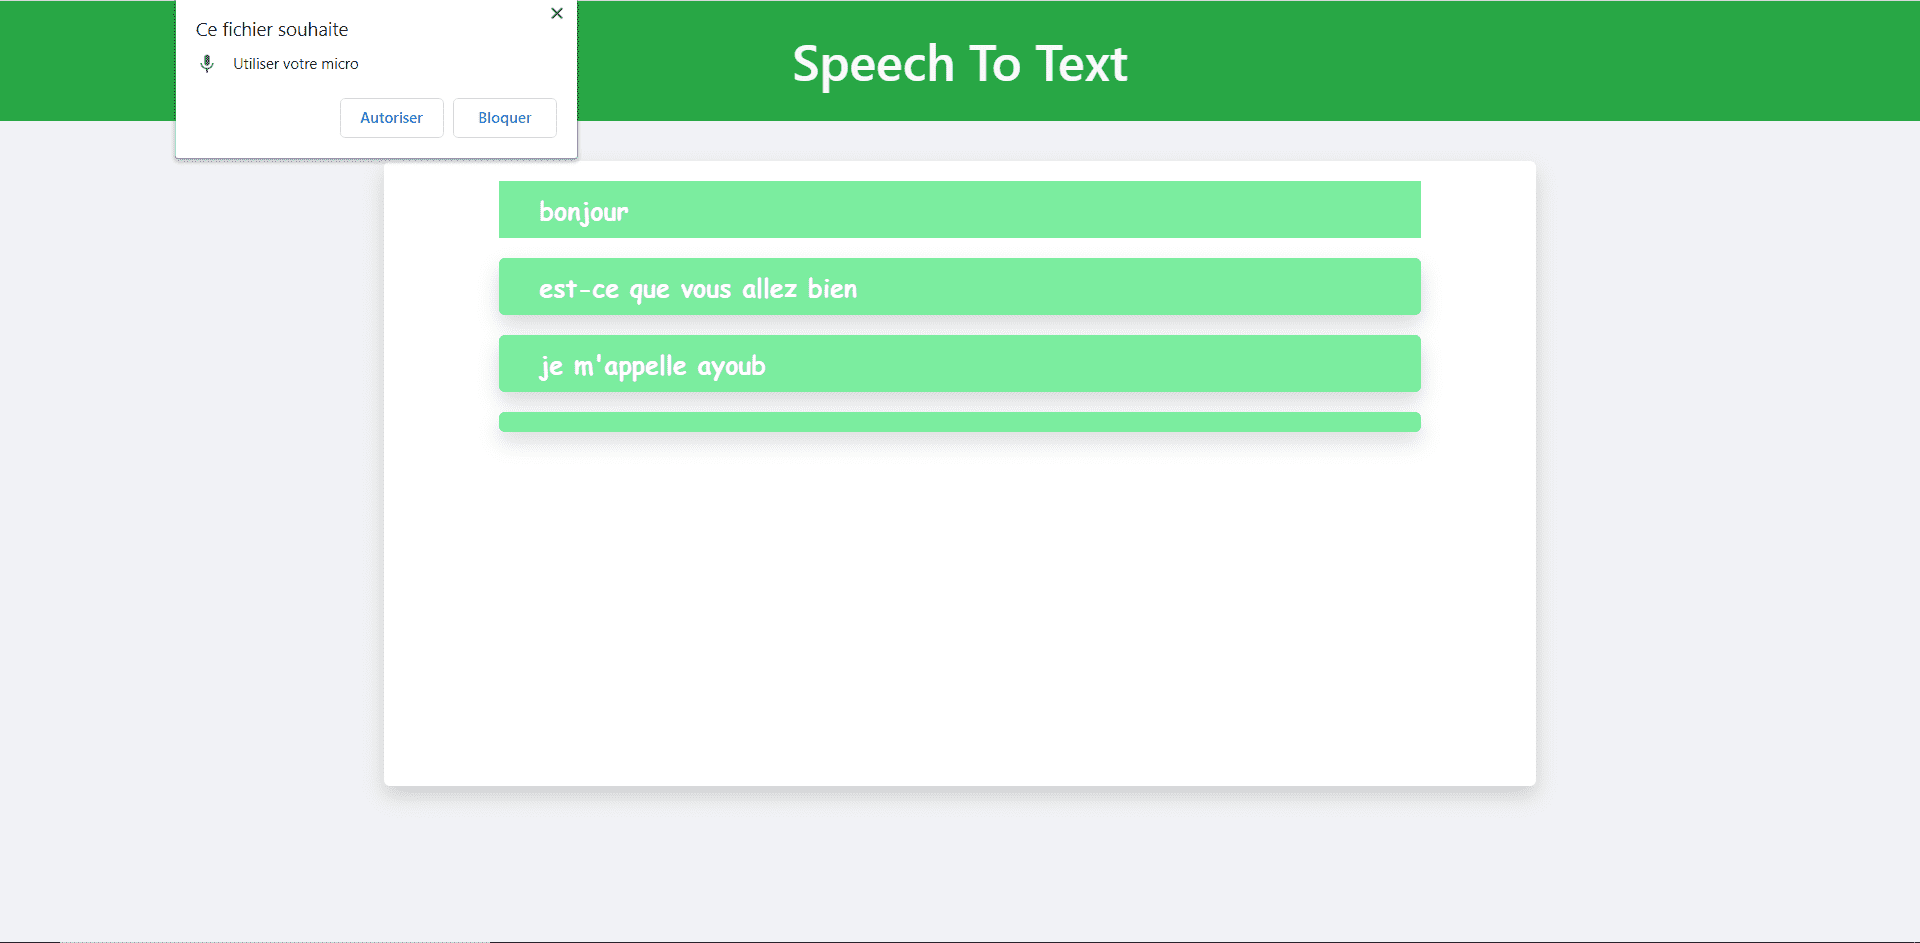 Ce fichier souhaite
Utiliser votre micro
Autoriser Bloquer
Speech To Text
bonjour
est-ce que vous allez bien
je m'appelle ayoub